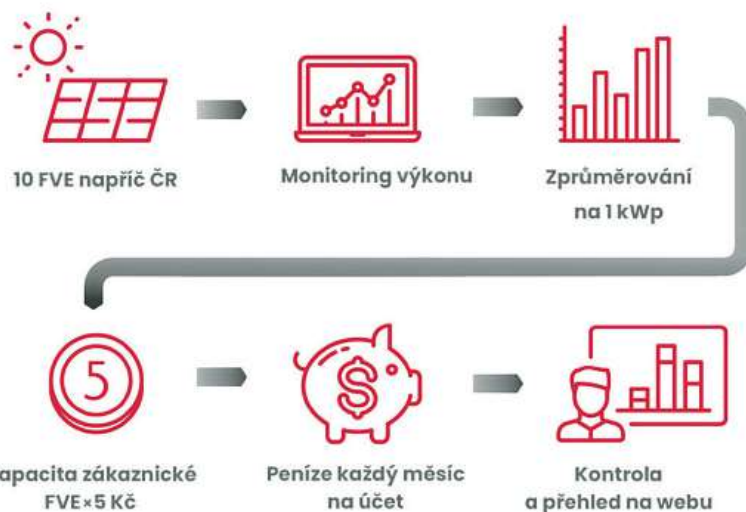 10 FVE napříč ČR
Monitoring výkonu
Zprůměrování
na 1 kWp
5
apacita zákaznické
FVE×5 Kč
$
Peníze každý měsíc
na účet
Kontrola
a přehled na webu